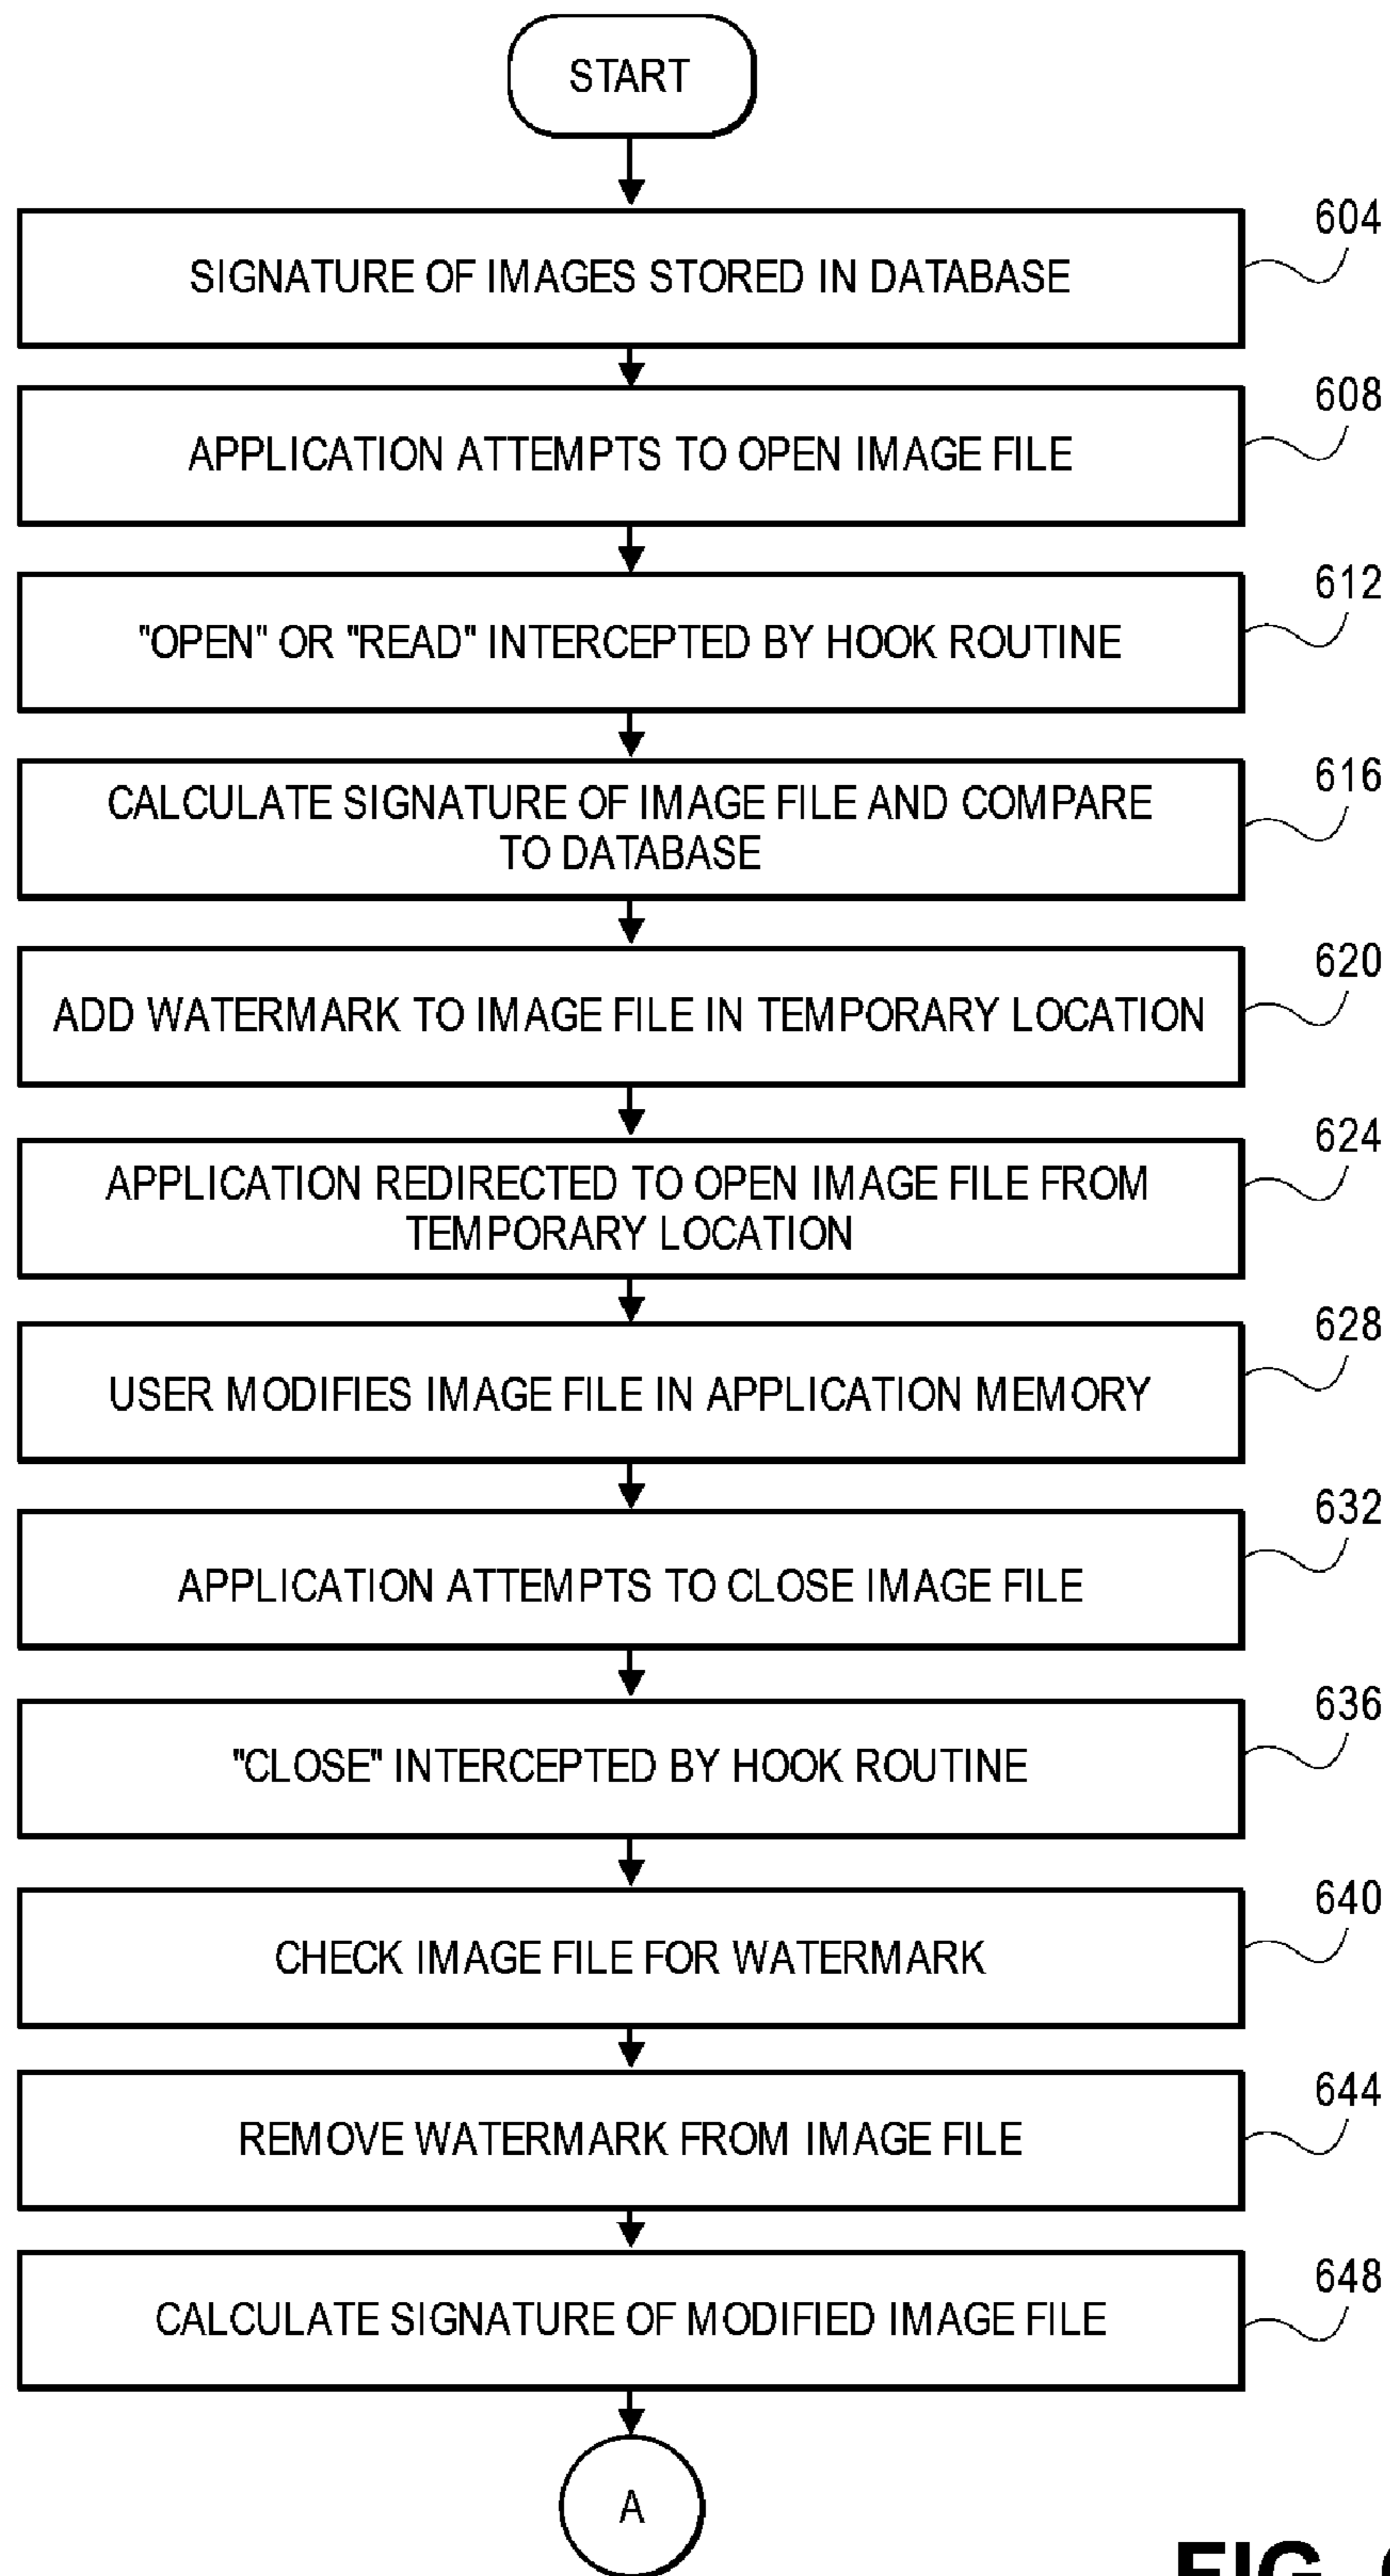 START
604
SIGNATURE OF IMAGES STORED IN DATABASE
608
APPLICATION ATTEMPTS TO OPEN IMAGE FILE
612
"OPEN" OR "READ" INTERCEPTED BY HOOK ROUTINE
616
CALCULATE SIGNATURE OF IMAGE FILE AND COMPARE
TO DATABASE
620
ADD WATERMARK TO IMAGE FILE IN TEMPORARY LOCATION
624
APPLICATION REDIRECTED TO OPEN IMAGE FILE FROM
TEMPORARY LOCATION
628
USER MODIFIES IMAGE FILE IN APPLICATION MEMORY
632
APPLICATION ATTEMPTS TO CLOSE IMAGE FILE
636
"CLOSE" INTERCEPTED BY HOOK ROUTINE
640
CHECK IMAGE FILE FOR WATERMARK
644
REMOVE WATERMARK FROM IMAGE FILE
648
CALCULATE SIGNATURE OF MODIFIED IMAGE FILE
A
FIG.